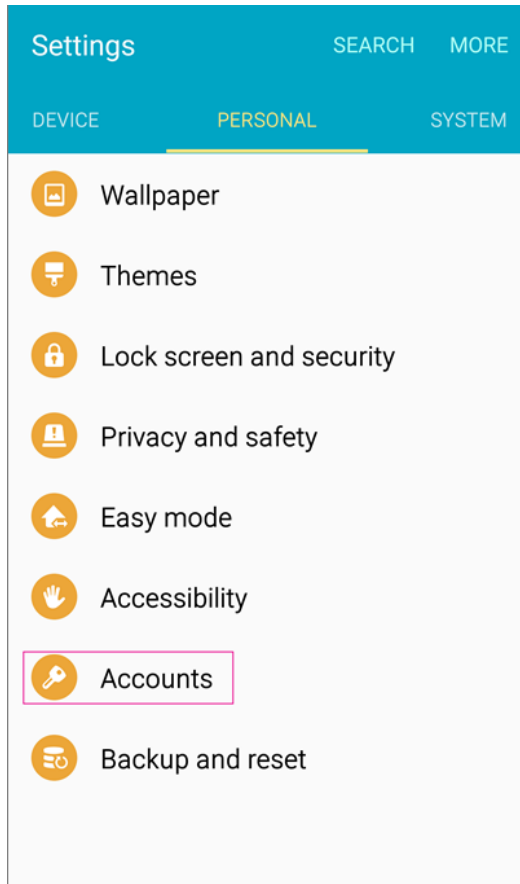 Settings SEARCH MORE
DEVICE PERSONAL SYSTEM
Wallpaper
Themes
Lock screen and security
Privacy and safety
Easy mode
Accessibility
Accounts
Backup and reset